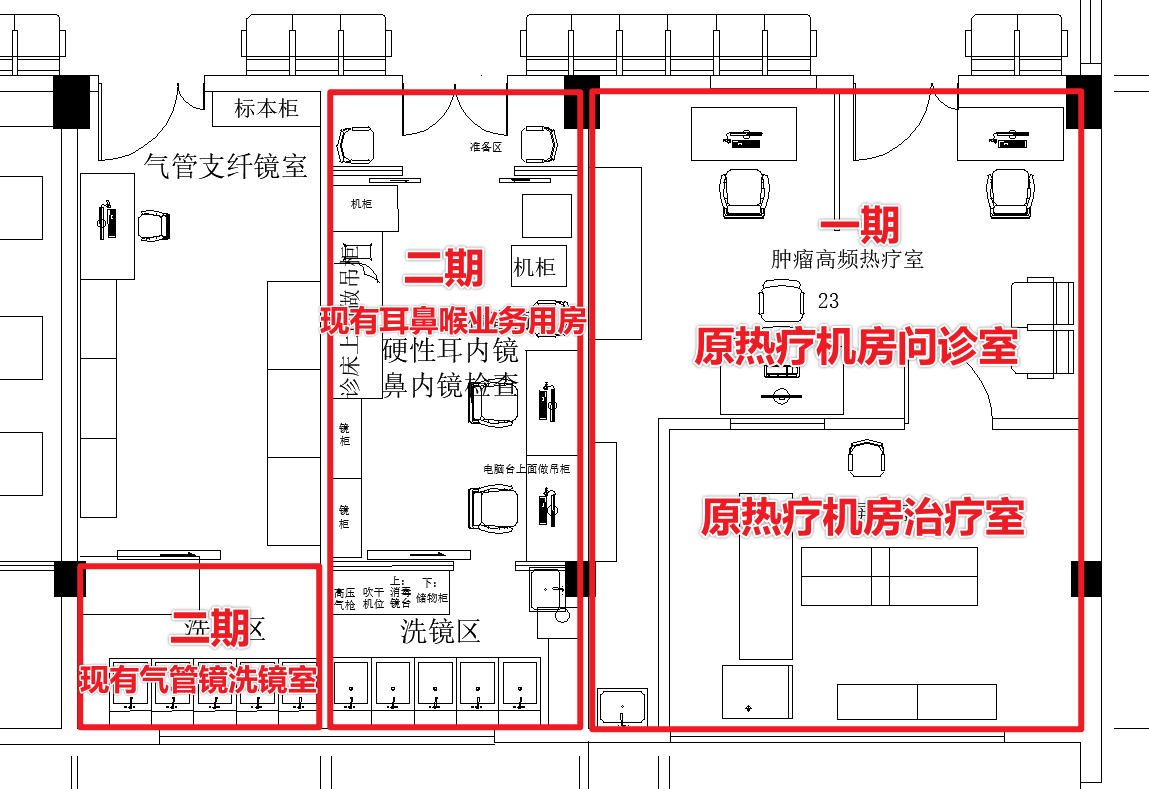 标本柜
气管支纤镜室
准备区
机柜
机柜
诊床上 做吊柜
二期
现有耳鼻喉业务用房
硬性耳内镜
鼻内镜检查
镜柜
电脑台上面做吊柜
镜柜
高压气枪
吹干机位
上：消毒镜台
下：储物柜
洗镜区
洗 区
二期
现有气管镜洗镜室
一期
肿瘤高频热疗室
23
原热疗机房问诊室
原热疗机房治疗室